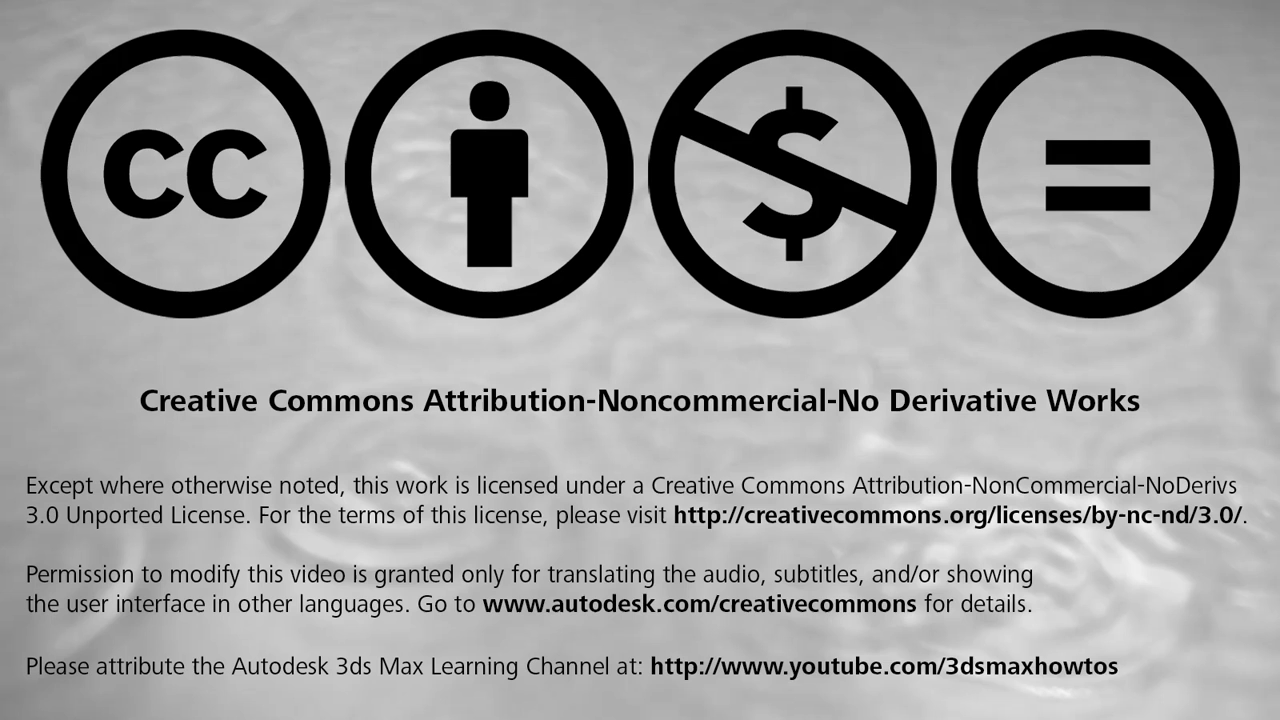 cc $ =
Creative Commons Attribution-Noncommercial-No Derivative Works
Except where otherwise noted, this work is licensed under a Creative Commons Attribution-NonCommercial-NoDerivs
3.0 Unported License. For the terms of this license, please visit http://creativecommons.org/licenses/by-nc-nd/3.0/.
Permission to modify this video is granted only for translating the audio, subtitles, and/or showing
the user interface in other languages. Go to www.autodesk.com/creativecommons for details.
Please attribute the Autodesk 3ds Max Learning Channel at: http://www.youtube.com/3dsmaxhowtos